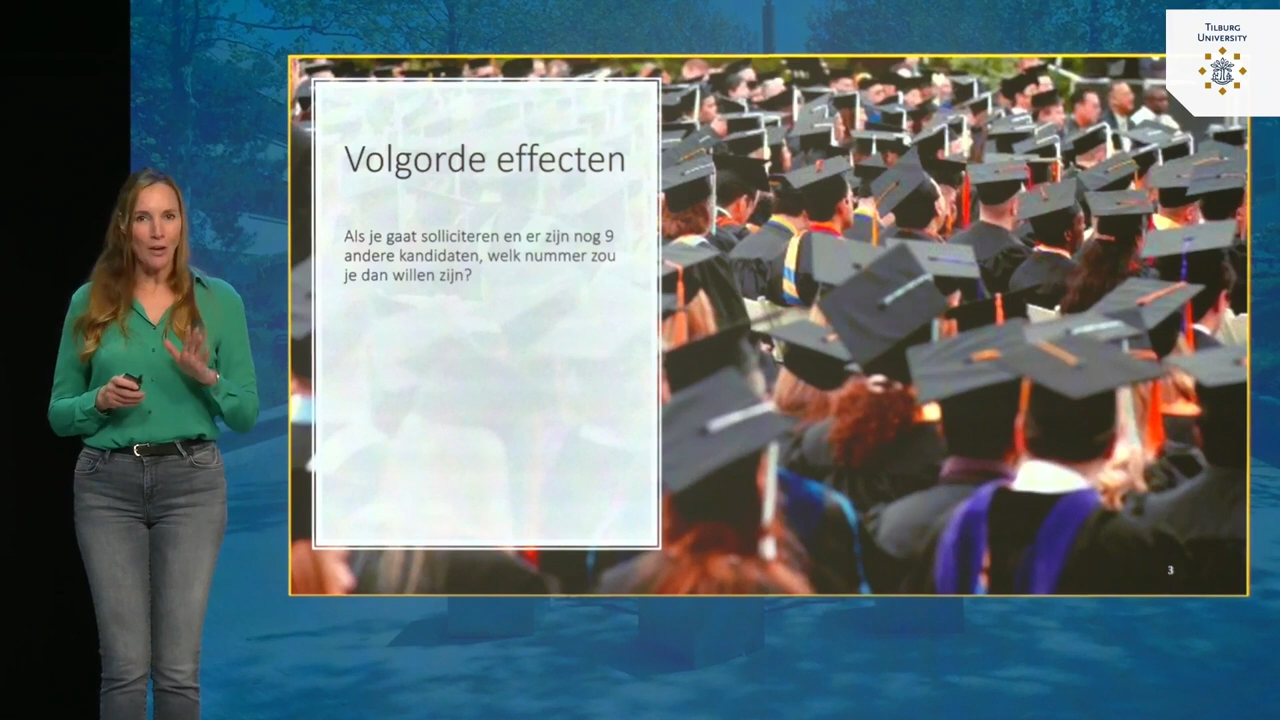 TILBURG
UNIVERSITY
Volgorde effecten
Als je gaat solliciteren en er zijn nog 9
andere kandidaten, welk nummer zou
je dan willen zijn?
3